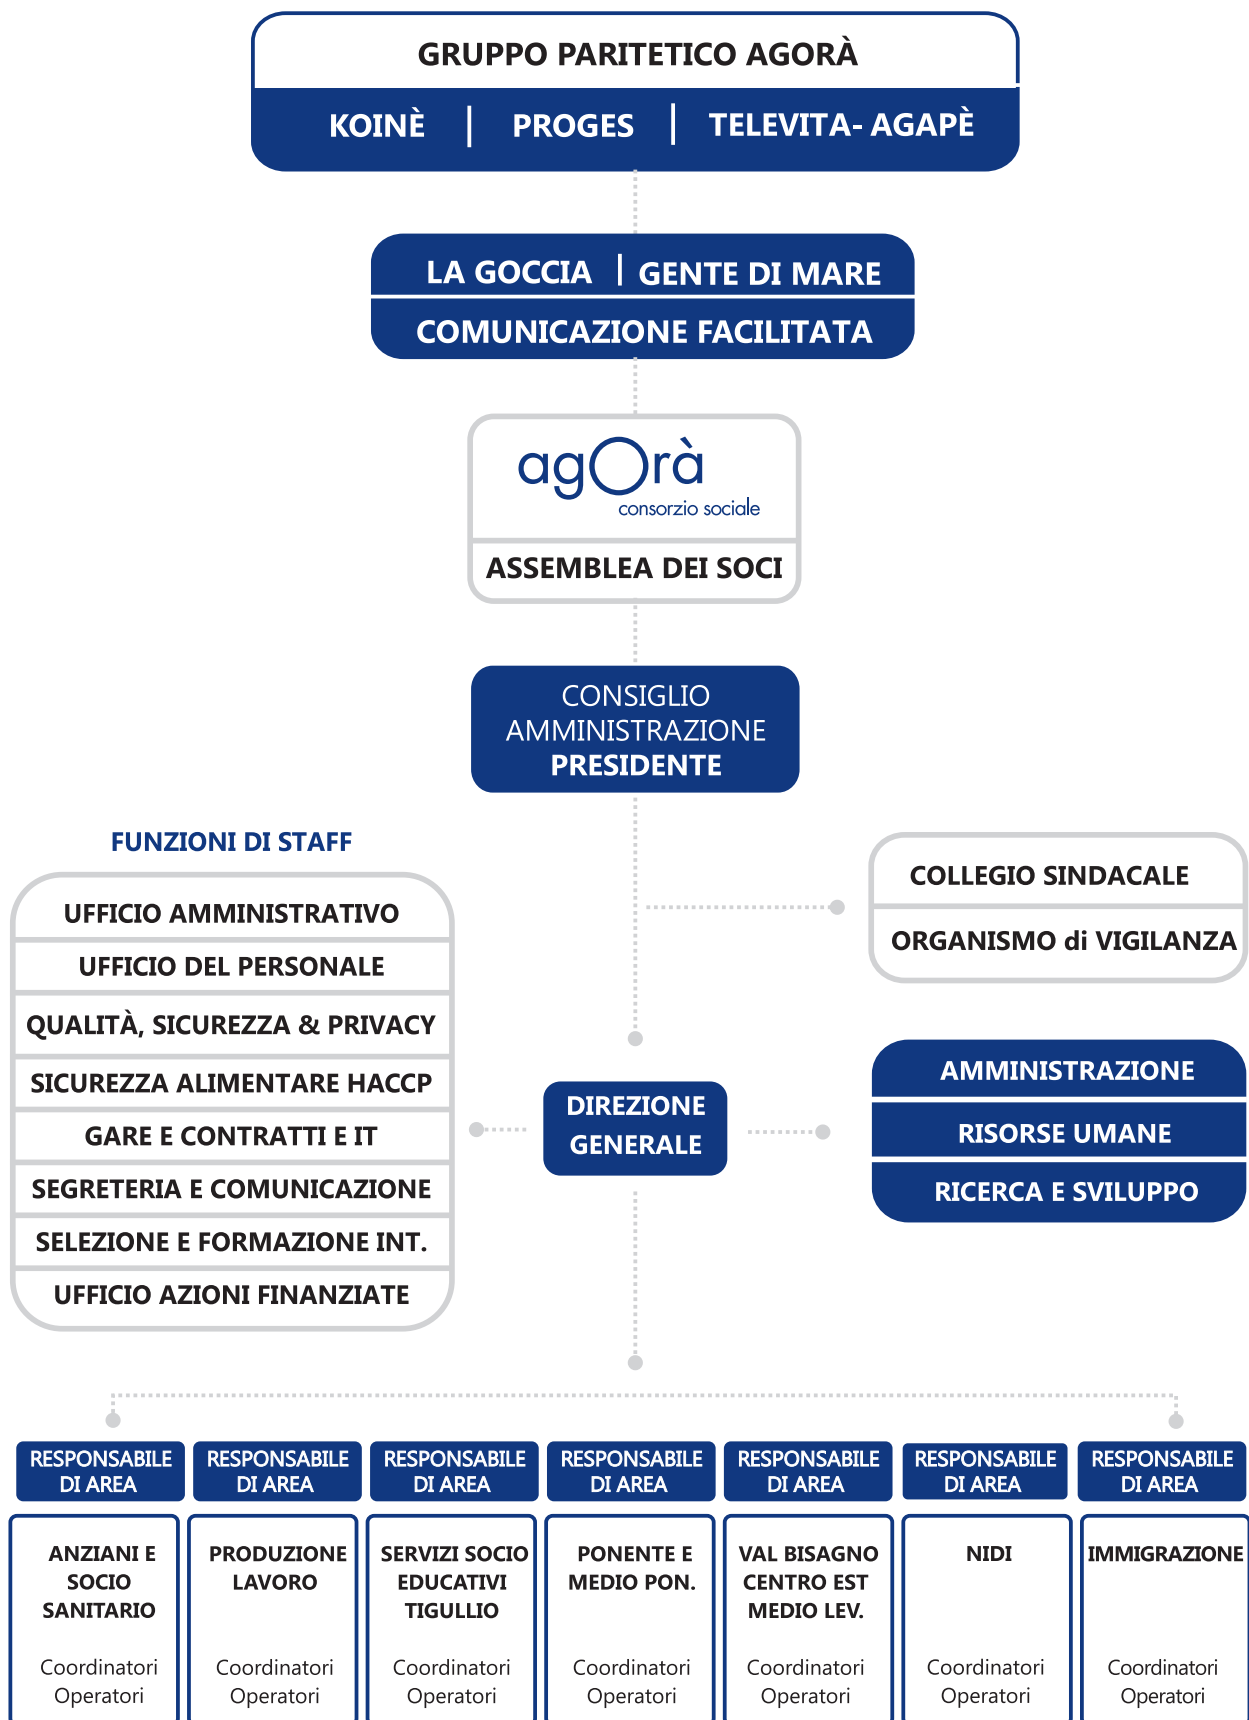 GRUPPO PARITETICO AGORÀ
KOINÈ | PROGES | TELEVITA- AGAPÈ
LA GOCCIA | GENTE DI MARE
COMUNICAZIONE FACILITATA
agOrà
consorzio sociale
ASSEMBLEA DEI SOCI
CONSIGLIO
AMMINISTRAZIONE
PRESIDENTE
FUNZIONI DI STAFF
UFFICIO AMMINISTRATIVO
UFFICIO DEL PERSONALE
QUALITÀ, SICUREZZA & PRIVACY
SICUREZZA ALIMENTARE HACCP
GARE E CONTRATTI E IT
SEGRETERIA E COMUNICAZIONE
SELEZIONE E FORMAZIONE INT.
UFFICIO AZIONI FINANZIATE
COLLEGIO SINDACALE
ORGANISMO di VIGILANZA
DIREZIONE
GENERALE
AMMINISTRAZIONE
RISORSE UMANE
RICERCA E SVILUPPO
RESPONSABILE
DI AREA
ANZIANI E
SOCIO
SANITARIO
Coordinatori
Operatori
RESPONSABILE
DI AREA
PRODUZIONE
LAVORO
Coordinatori
Operatori
RESPONSABILE
DI AREA
SERVIZI SOCIO
EDUCATIVI
TIGULLIO
Coordinatori
Operatori
RESPONSABILE
DI AREA
PONENTE E
MEDIO PON.
Coordinatori
Operatori
RESPONSABILE
DI AREA
VAL BISAGNO
CENTRO EST
MEDIO LEV.
Coordinatori
Operatori
RESPONSABILE
DI AREA
NIDI
Coordinatori
Operatori
RESPONSABILE
DI AREA
IMMIGRAZIONE
Coordinatori
Operatori